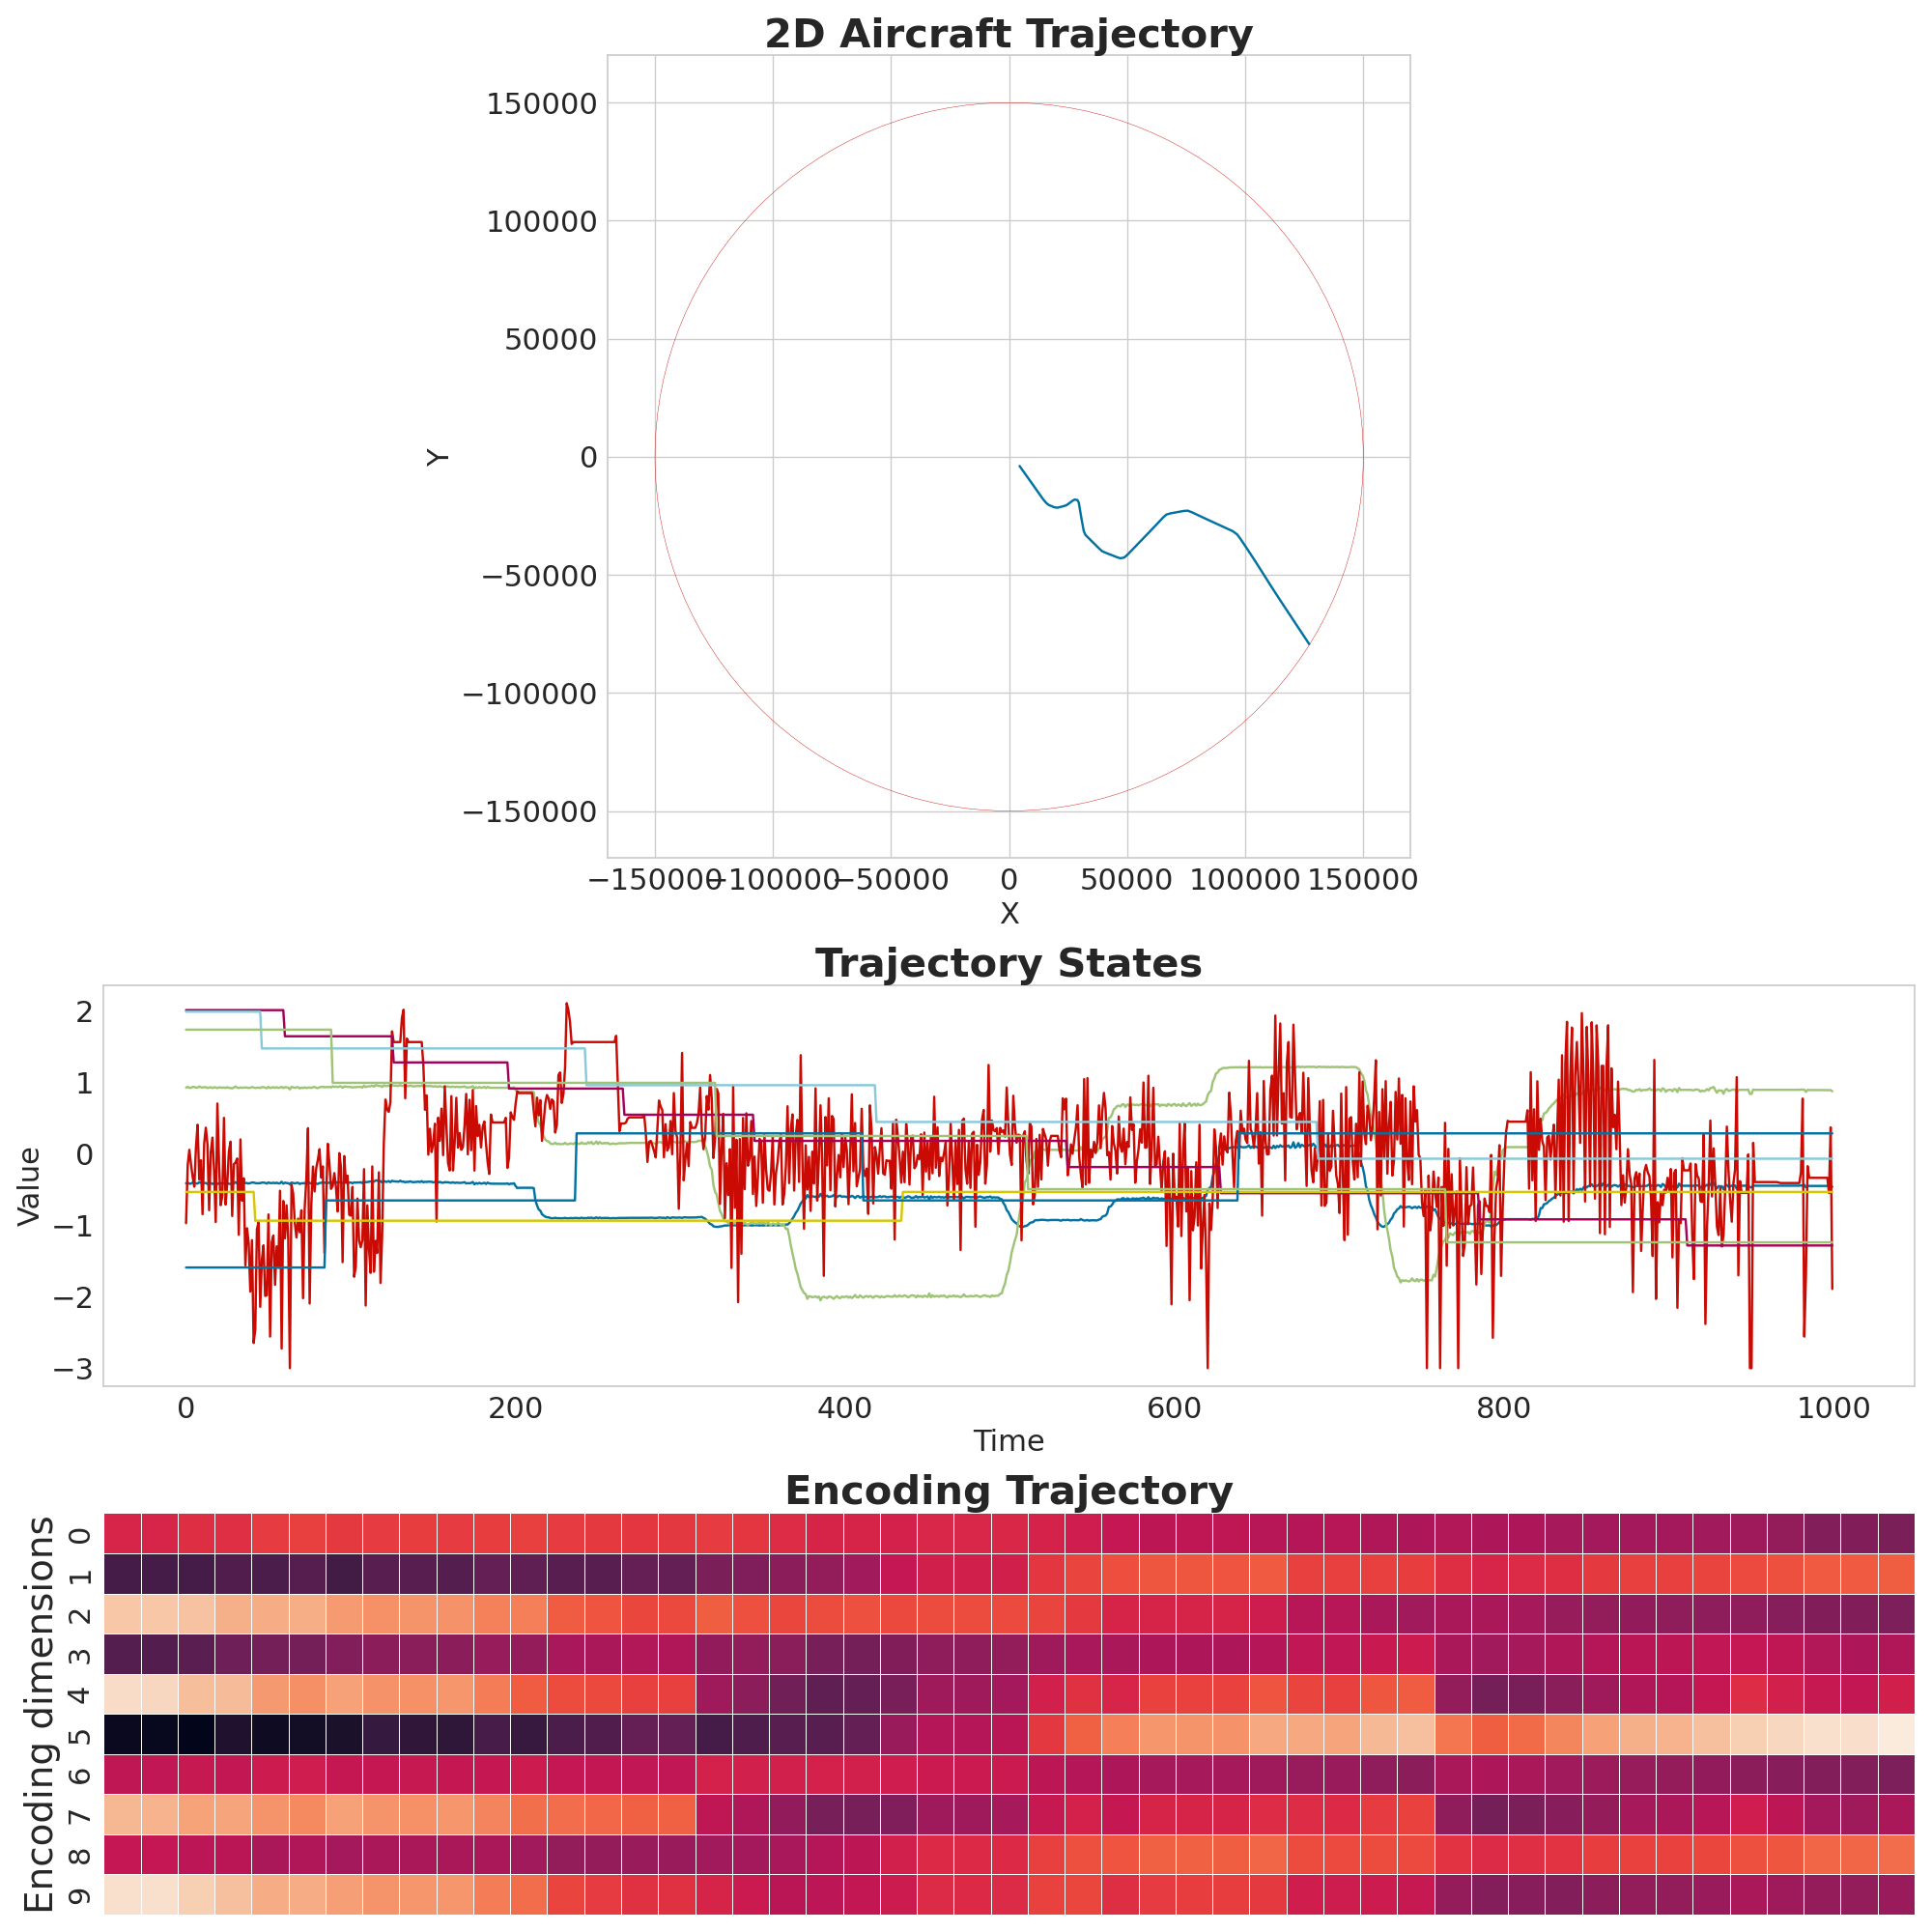 2D Aircraft Trajectory
150000
100000
50000
0
−50000
−100000
−150000
Y
−150000 −100000 −50000 0 50000 100000 150000
X
Trajectory States
2
1
0
−1
−2
−3
Value
0 200 400 600 800 1000
Time
Encoding Trajectory
Encoding dimensions
0
1
2
3
4
5
6
7
8
9